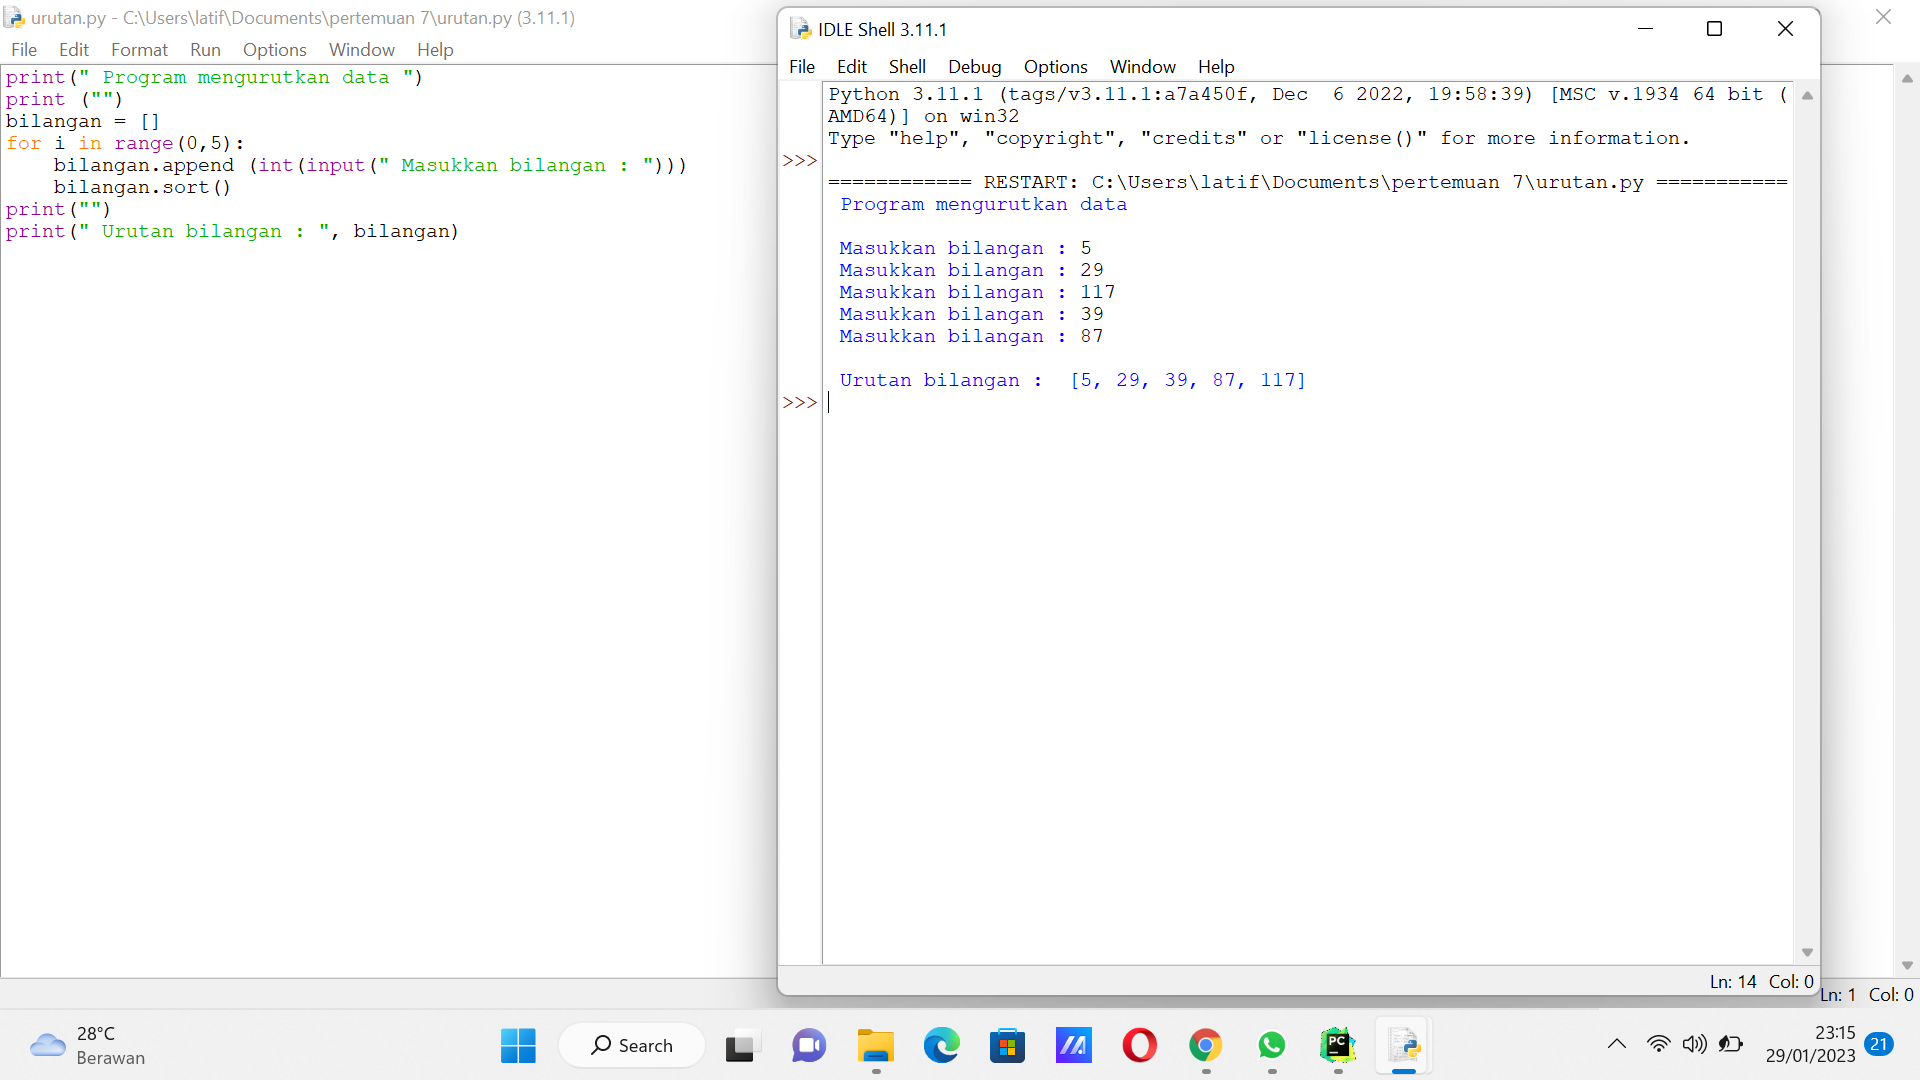 urutan.py - C:\Users\latif\Documents\pertemuan 7\urutan.py (3.11.1)
File Edit Format Run Options Window Help
print(" Program mengurutkan data ")
print ("")
bilangan = []
for i in range(0,5):
    bilangan.append (int(input(" Masukkan bilangan : ")))
    bilangan.sort()
print("")
print(" Urutan bilangan : ", bilangan)
Ln: 1 Col: 0
IDLE Shell 3.11.1
File Edit Shell Debug Options Window Help
Python 3.11.1 (tags/v3.11.1:a7a450f, Dec  6 2022, 19:58:39) [MSC v.1934 64 bit (
AMD64)] on win32
Type "help", "copyright", "credits" or "license()" for more information.
>>>
============ RESTART: C:\Users\latif\Documents\pertemuan 7\urutan.py ===========
 Program mengurutkan data
 Masukkan bilangan : 5
 Masukkan bilangan : 29
 Masukkan bilangan : 117
 Masukkan bilangan : 39
 Masukkan bilangan : 87
 Urutan bilangan :  [5, 29, 39, 87, 117]
>>>
Ln: 14 Col: 0
28°C
Berawan
Search
PC
23:15
29/01/2023
21